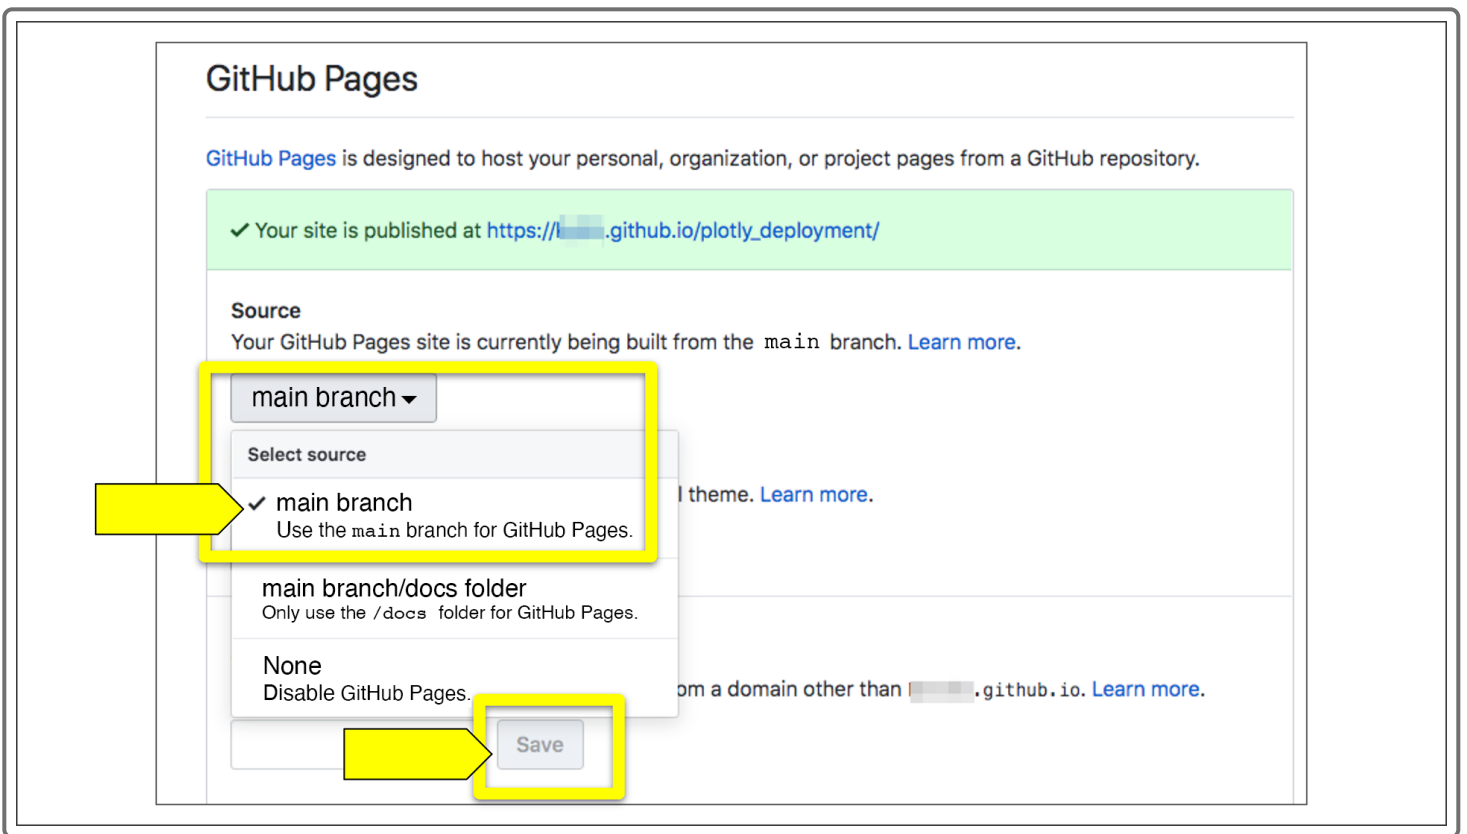 GitHub Pages
GitHub Pages is designed to host your personal, organization, or project pages from a GitHub repository.
Your site is published at https:// .github.io/plotly_deployment/
Source
Your GitHub Pages site is currently being built from the main branch. Learn more.
main branch
Select source
main branch
Use the main branch for GitHub Pages.
theme. Learn more.
main branch/docs folder
Only use the /docs folder for GitHub Pages.
None
Disable GitHub Pages.
a domain other than .github.io. Learn more.
Save